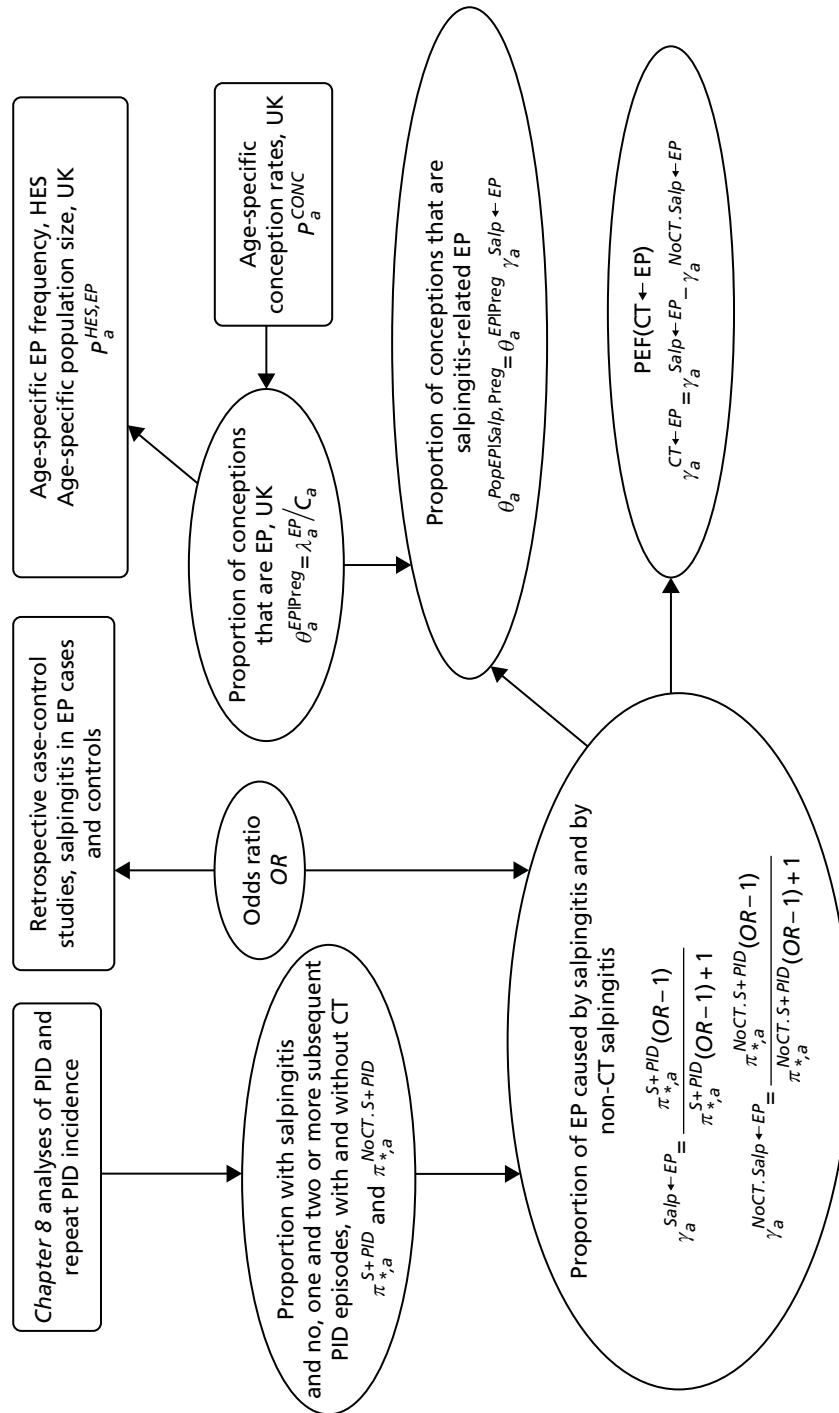 Chapter 8 analyses of PID and
repeat PID incidence
Retrospective case-control
studies, salpingitis in EP cases
and controls
Age-specific EP frequency, HES
Age-specific population size, UK
P_a^{HES,EP}
Proportion with salpingitis
and no, one and two or more subsequent
PID episodes, with and without CT
π_{*,a}^{S+PID} and π_{*,a}^{NoCT.S+PID}
Odds ratio
OR
Proportion of conceptions
that are EP, UK
θ_a^{EP|Preg} = λ_a^{EP}/C_a
Age-specific
conception rates, UK
P_a^{CONC}
Proportion of EP caused by salpingitis and by
non-CT salpingitis
γ_a^{Salp←EP} = π_{*,a}^{S+PID}(OR−1) / π_{*,a}^{S+PID}(OR−1)+1
γ_a^{NoCT.Salp←EP} = π_{*,a}^{NoCT.S+PID}(OR−1) / π_{*,a}^{NoCT.S+PID}(OR−1)+1
Proportion of conceptions that are
salpingitis-related EP
θ_a^{PopEP|Salp,Preg} = θ_a^{EP|Preg} γ_a^{Salp←EP}
PEF(CT←EP)
γ_a^{CT←EP} = γ_a^{Salp←EP} − γ_a^{NoCT.Salp←EP}